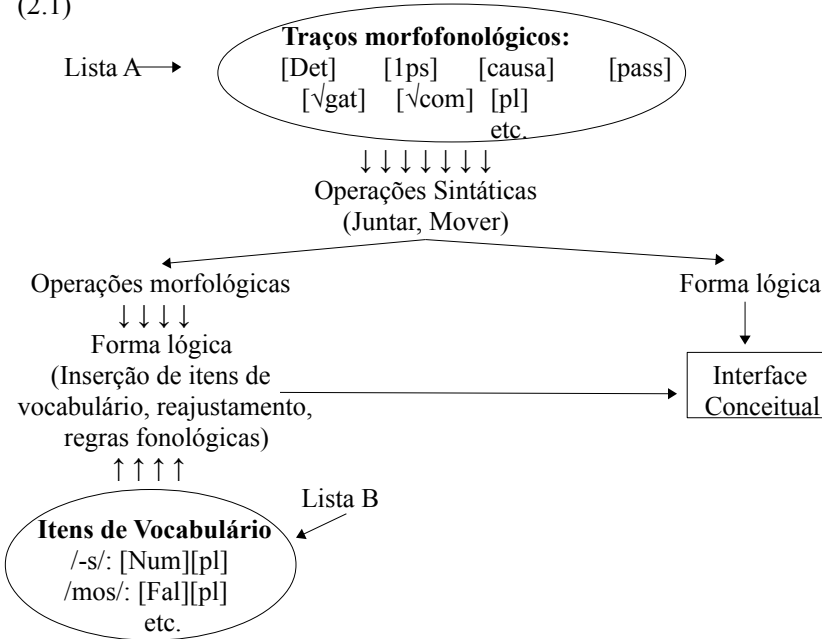 (2.1)
Traços morfofonológicos:
Lista A
[Det] [1ps] [causa] [pass]
[√gat] [√com] [pl]
etc.
↓ ↓ ↓ ↓ ↓ ↓ ↓
Operações Sintáticas
(Juntar, Mover)
Operações morfológicas
↓ ↓ ↓ ↓
Forma lógica
(Inserção de itens de
vocabulário, reajustamento,
regras fonológicas)
↑ ↑ ↑ ↑
Forma lógica
Interface
Conceitual
Lista B
Itens de Vocabulário
/-s/: [Num][pl]
/mos/: [Fal][pl]
etc.